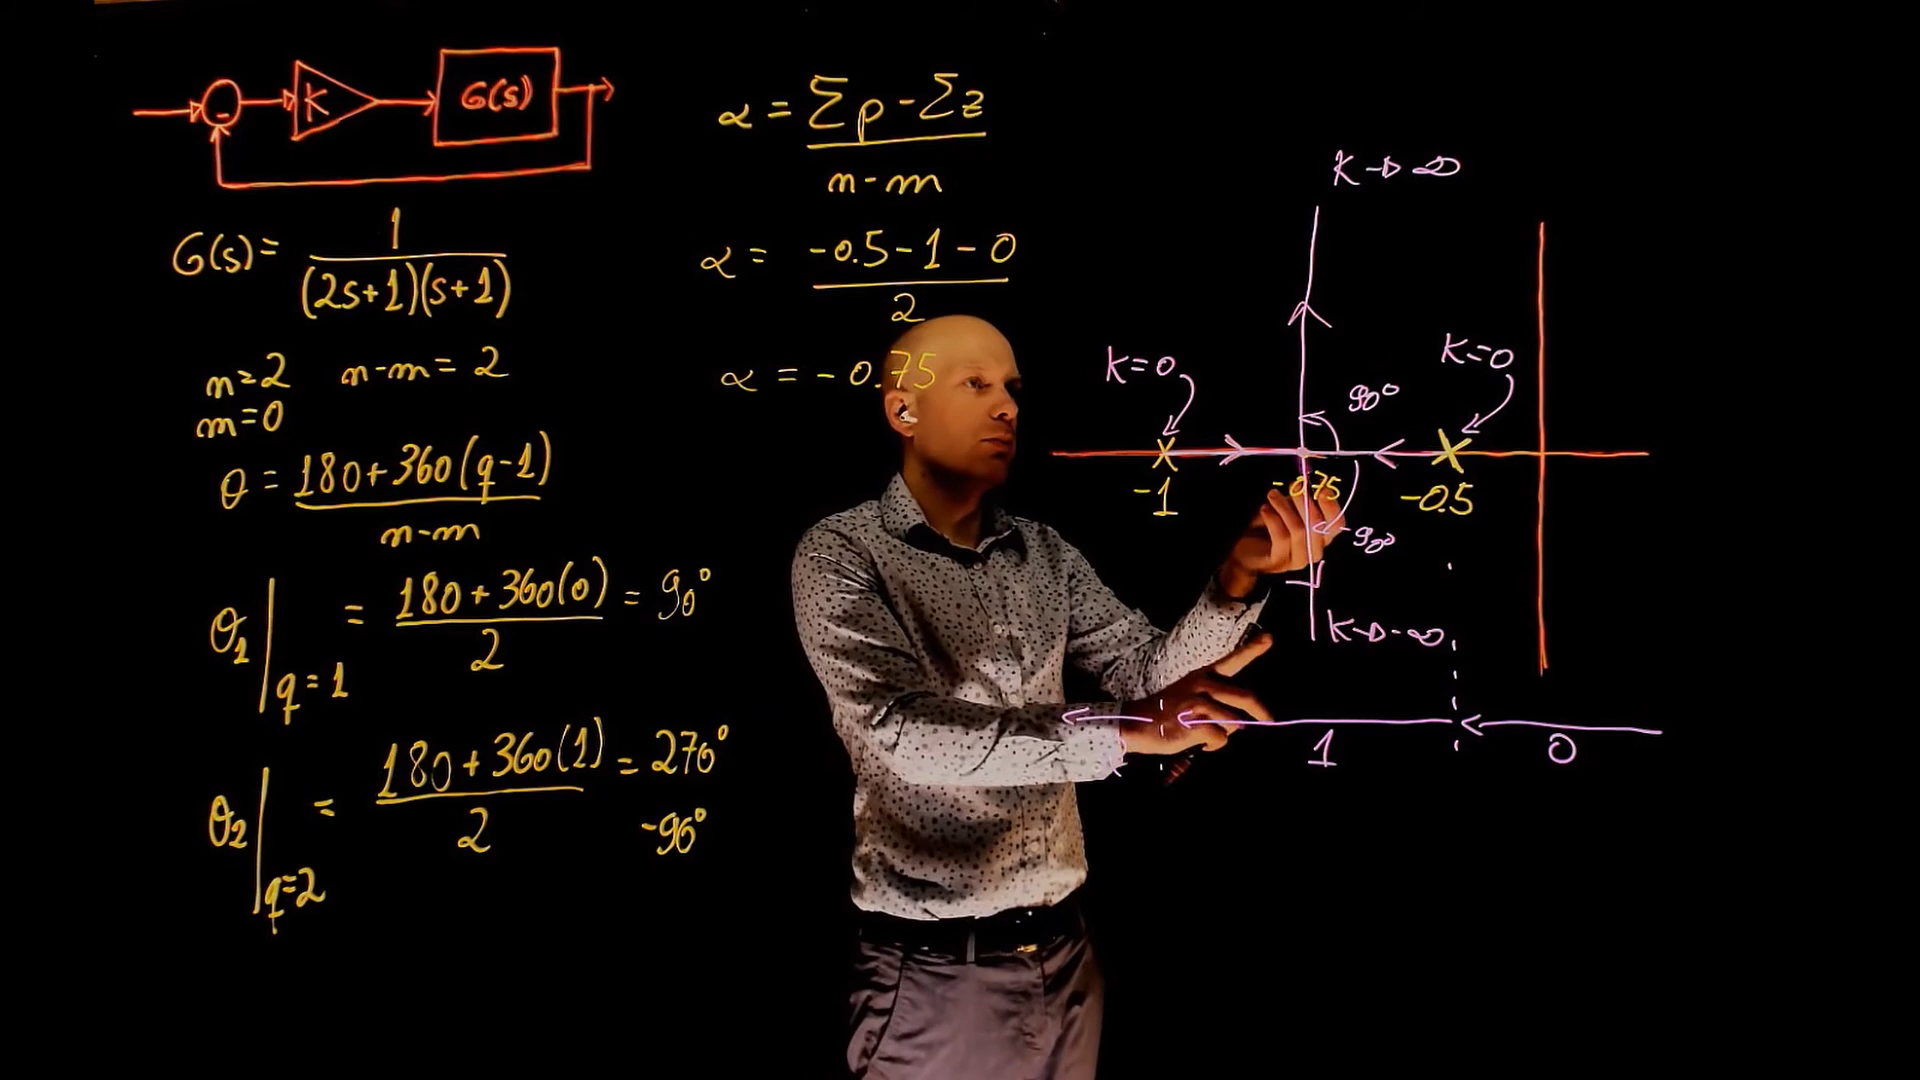 K
G(s)
-
G(s) = 1 / (2s+1)(s+1)
n=2 n-m = 2
m=0
θ = 180+360(q-1) / n-m
θ1 | q=1 = 180+360(0) / 2 = 90°
θ2 | q=2 = 180+360(1) / 2 = 270°
-90°
α = Σp - Σz / n-m
α = -0.5-1-0 / 2
α = -0.75
K→∞
K=0
K=0
90°
-1
-0.75
-0.5
-90°
K→-∞
1
0